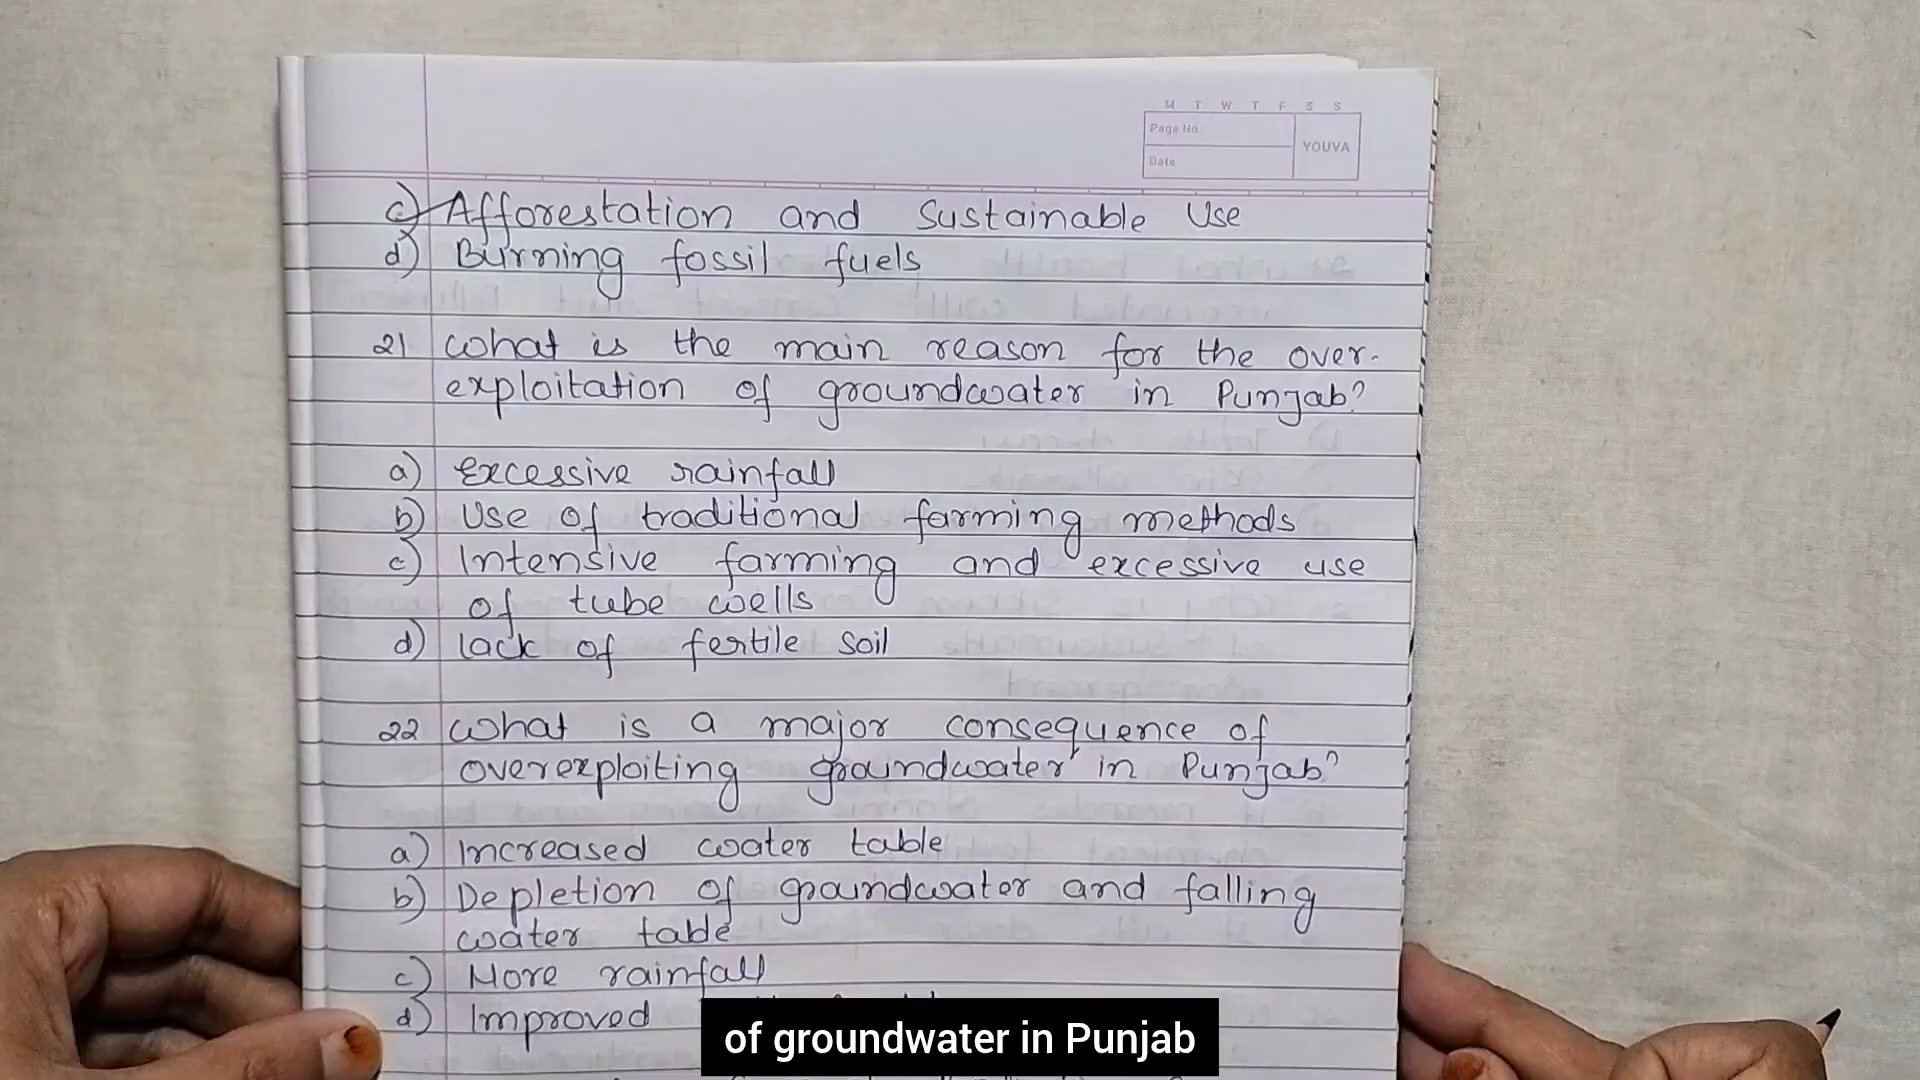 M T W T F S S
Page No.
YOUVA
Date
c) Afforestation and Sustainable Use
d) Burning fossil fuels
21 What is the main reason for the over-
exploitation of groundwater in Punjab?
a) Excessive rainfall
b) Use of traditional farming methods
c) Intensive farming and excessive use
of tube wells
d) lack of fertile soil
22 What is a major consequence of
overexploiting groundwater in Punjab?
a) Increased water table
b) Depletion of groundwater and falling
water table
c) More rainfall
d) Improved
of groundwater in Punjab